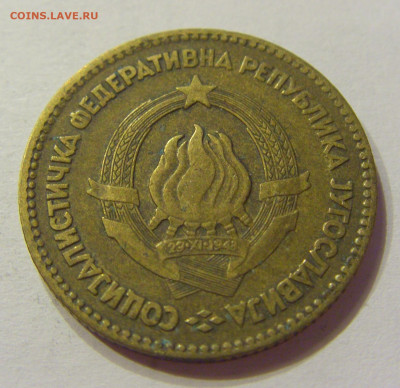 COINS.LAVE.RU
СОЦИЈАЛИСТИЧКА ФЕДЕРАТИВНА РЕПУБЛИКА ЈУГОСЛАВИЈА
29·XI·1943